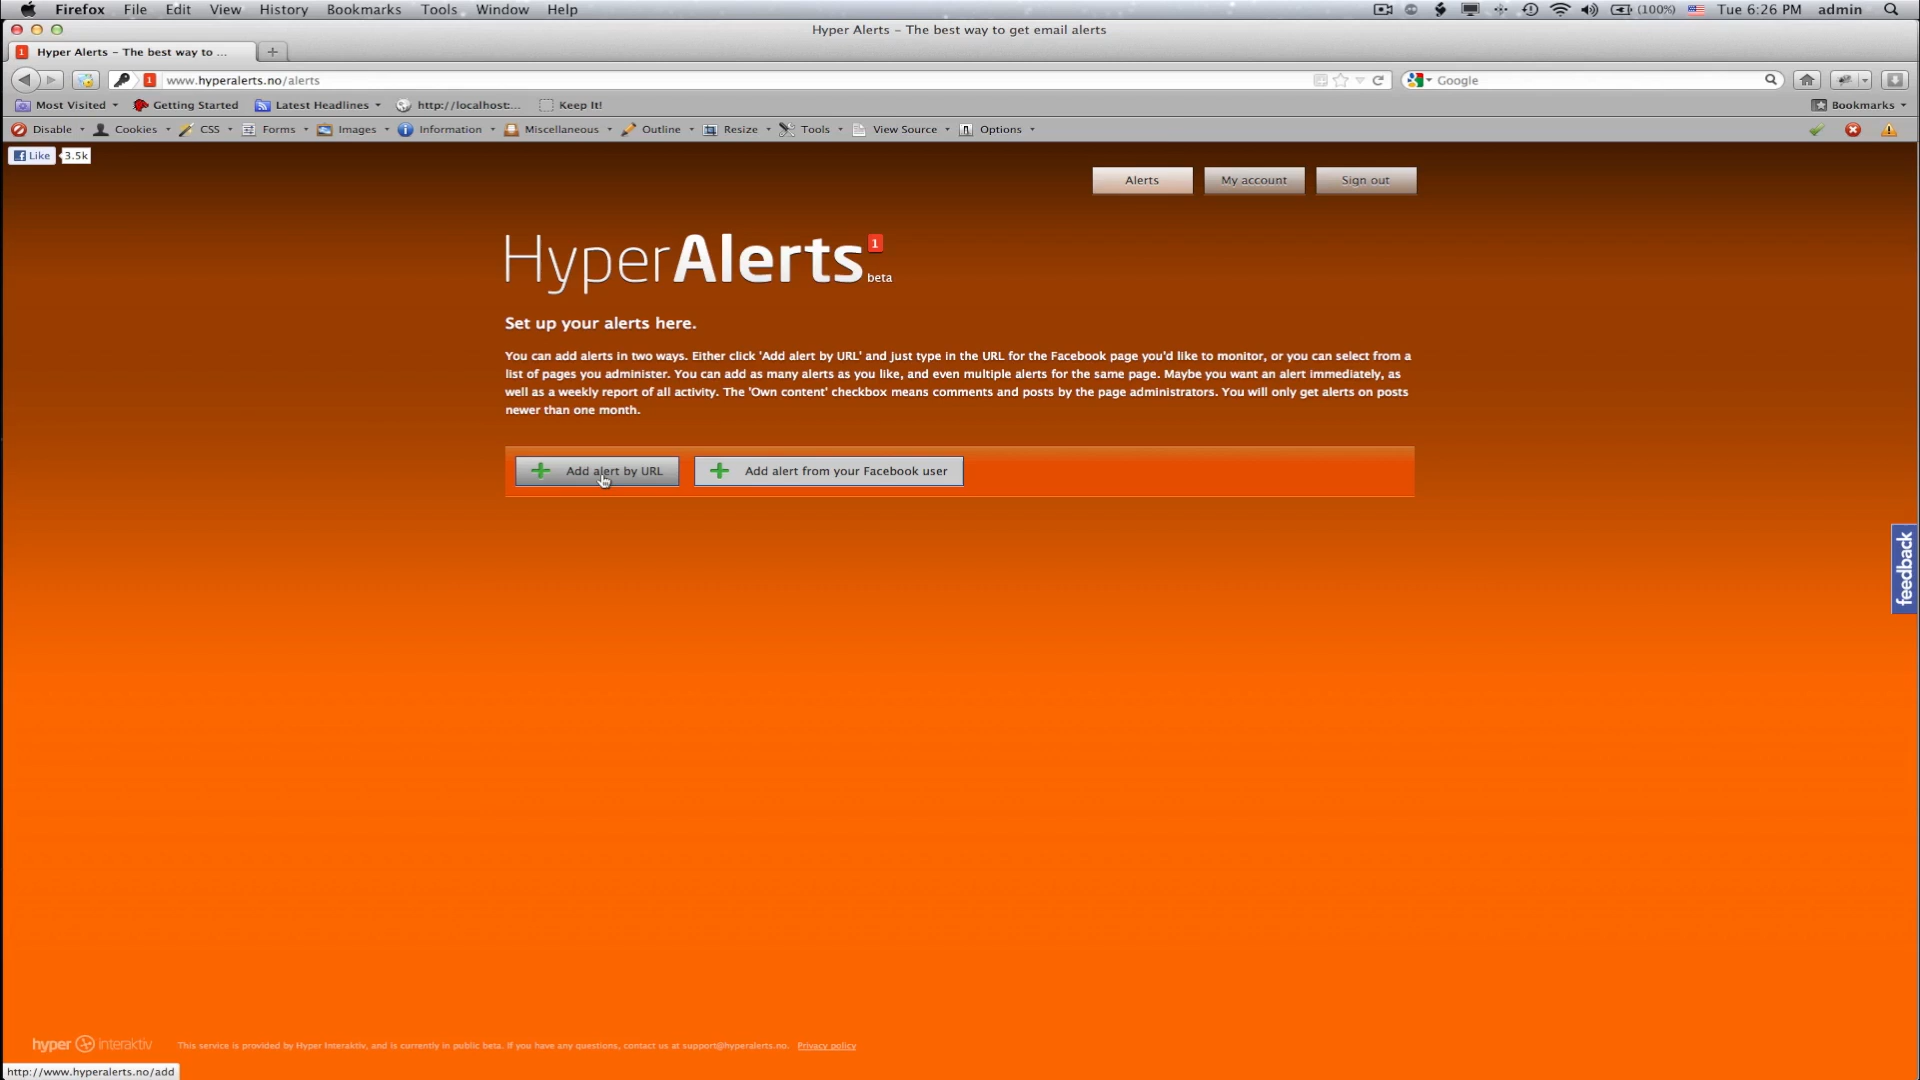 Firefox File Edit View History Bookmarks Tools Window Help (100%) Tue 6:26 PM admin
Hyper Alerts – The best way to get email alerts
1 Hyper Alerts – The best way to ... +
1 www.hyperalerts.no/alerts Google
Most Visited Getting Started Latest Headlines http://localhost:... Keep It! Bookmarks
Disable Cookies CSS Forms Images Information Miscellaneous Outline Resize Tools View Source Options
Like 3.5k
Alerts My account Sign out
HyperAlerts 1
beta
Set up your alerts here.
You can add alerts in two ways. Either click 'Add alert by URL' and just type in the URL for the Facebook page you'd like to monitor, or you can select from a
list of pages you administer. You can add as many alerts as you like, and even multiple alerts for the same page. Maybe you want an alert immediately, as
well as a weekly report of all activity. The 'Own content' checkbox means comments and posts by the page administrators. You will only get alerts on posts
newer than one month.
Add alert by URL Add alert from your Facebook user
feedback
hyper interaktiv This service is provided by Hyper Interaktiv, and is currently in public beta. If you have any questions, contact us at support@hyperalerts.no. Privacy policy
http://www.hyperalerts.no/add